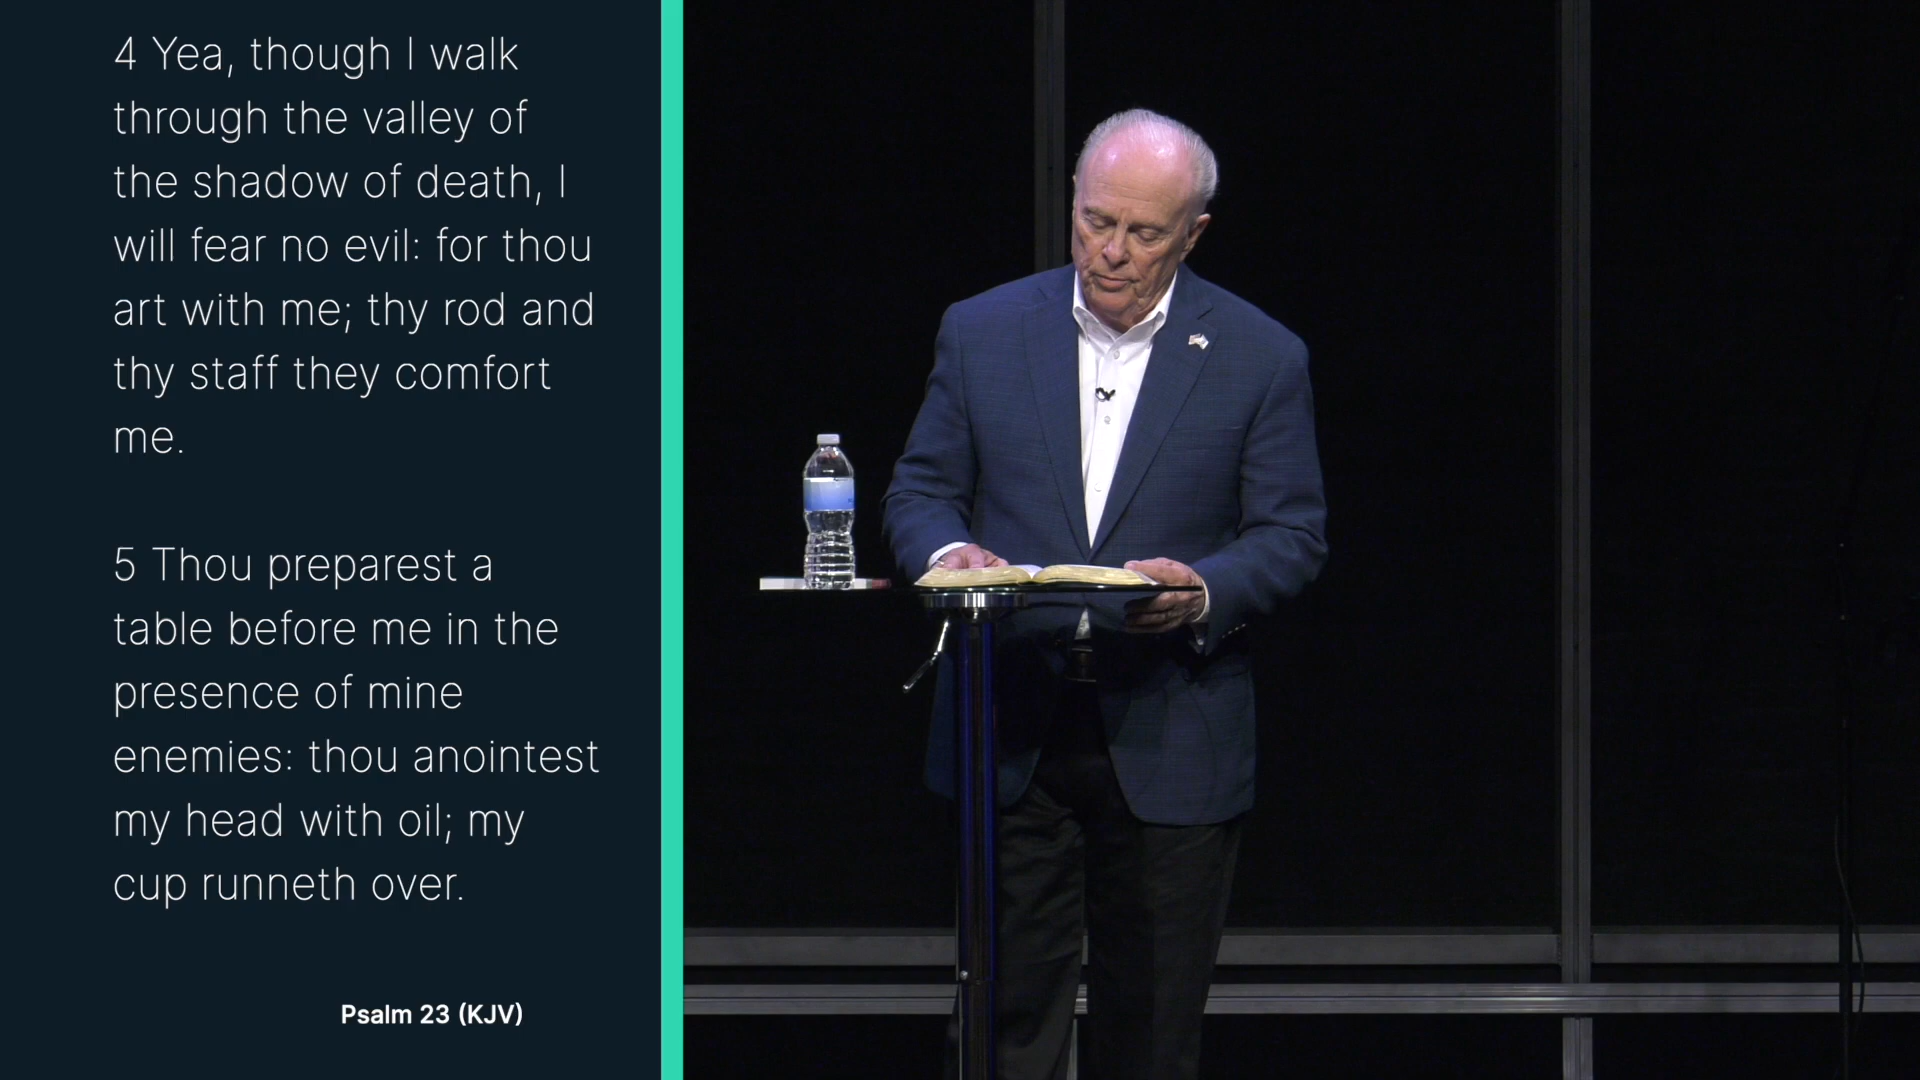 4 Yea, though I walk
through the valley of
the shadow of death, I
will fear no evil: for thou
art with me; thy rod and
thy staff they comfort
me.
5 Thou preparest a
table before me in the
presence of mine
enemies: thou anointest
my head with oil; my
cup runneth over.
Psalm 23 (KJV)